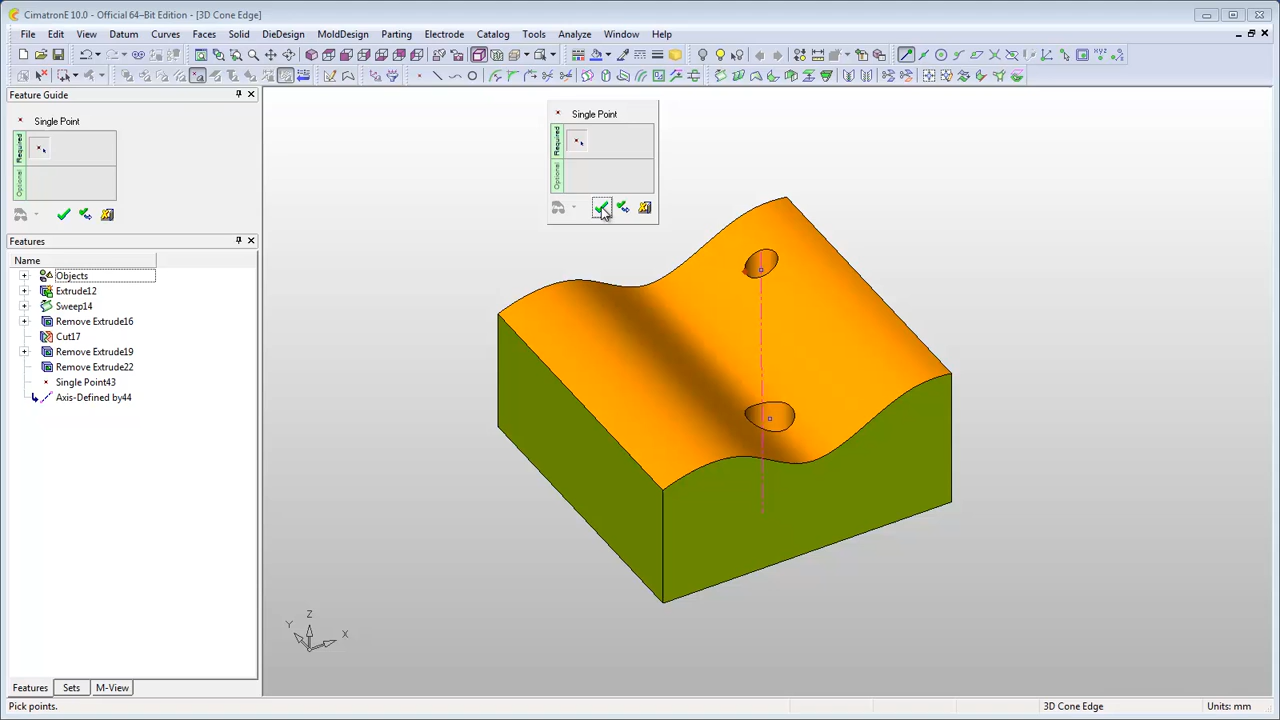 CimatronE 10.0 - Official 64-Bit Edition - [3D Cone Edge]
File Edit View Datum Curves Faces Solid DieDesign MoldDesign Parting Electrode Catalog Tools Analyze Window Help
Feature Guide
Single Point
Required
Optional
Single Point
Required
Optional
Features
Name
Objects
Extrude12
Sweep14
Remove Extrude16
Cut17
Remove Extrude19
Remove Extrude22
Single Point43
Axis-Defined by44
Z
Y
X
Features Sets M-View
Pick points. 3D Cone Edge Units: mm